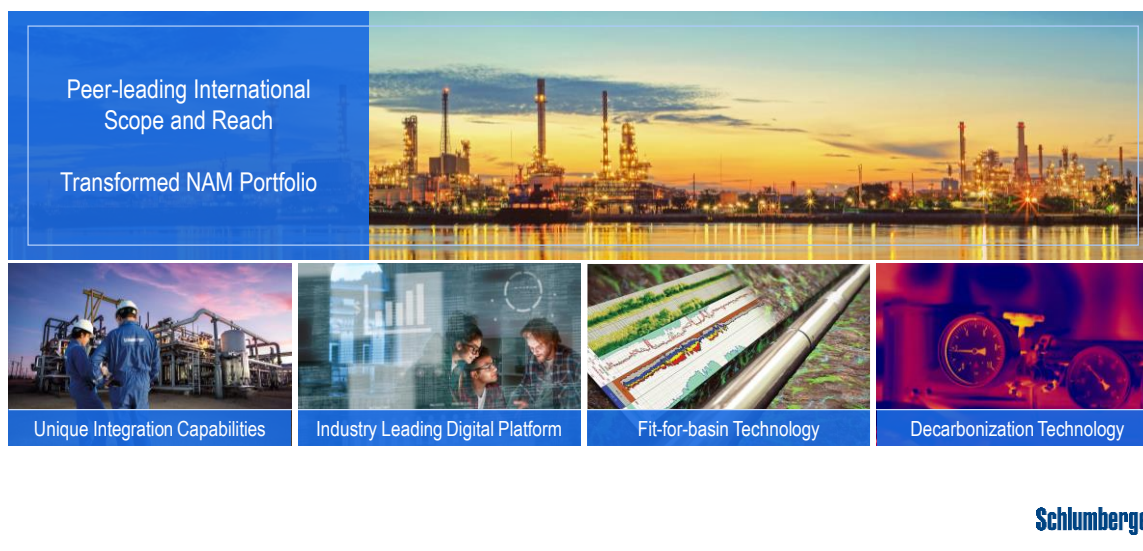 Peer-leading International
Scope and Reach
Transformed NAM Portfolio
Unique Integration Capabilities
Industry Leading Digital Platform
Fit-for-basin Technology
Decarbonization Technology
Schlumberge